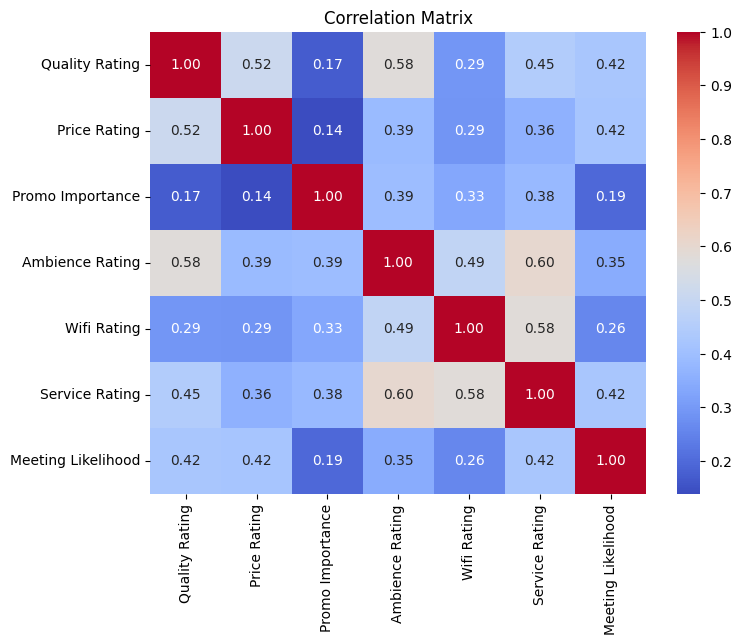 Correlation Matrix
Quality Rating 1.00 0.52 0.17 0.58 0.29 0.45 0.42
Price Rating 0.52 1.00 0.14 0.39 0.29 0.36 0.42
Promo Importance 0.17 0.14 1.00 0.39 0.33 0.38 0.19
Ambience Rating 0.58 0.39 0.39 1.00 0.49 0.60 0.35
Wifi Rating 0.29 0.29 0.33 0.49 1.00 0.58 0.26
Service Rating 0.45 0.36 0.38 0.60 0.58 1.00 0.42
Meeting Likelihood 0.42 0.42 0.19 0.35 0.26 0.42 1.00
Quality Rating
Price Rating
Promo Importance
Ambience Rating
Wifi Rating
Service Rating
Meeting Likelihood
1.0
0.9
0.8
0.7
0.6
0.5
0.4
0.3
0.2